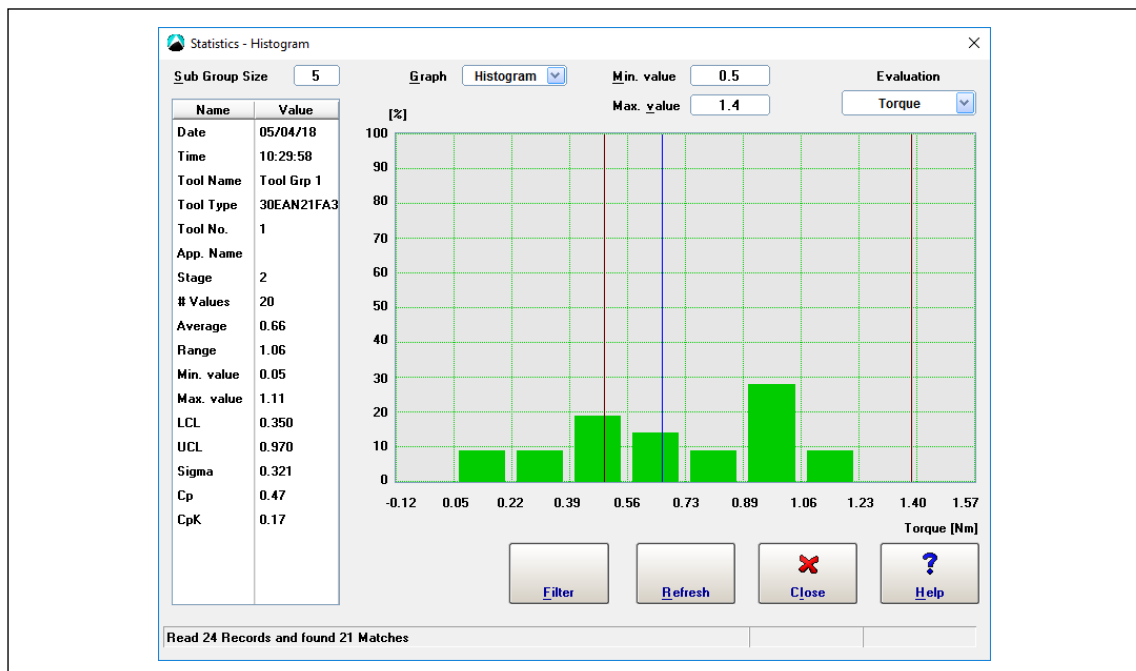 Statistics - Histogram
Sub Group Size 5 Graph Histogram Min. value 0.5 Evaluation
Max. value 1.4 Torque
Name Value
Date 05/04/18
Time 10:29:58
Tool Name Tool Grp 1
Tool Type 30EAN21FA3
Tool No. 1
App. Name
Stage 2
# Values 20
Average 0.66
Range 1.06
Min. value 0.05
Max. value 1.11
LCL 0.350
UCL 0.970
Sigma 0.321
Cp 0.47
CpK 0.17
[%]
100
90
80
70
60
50
40
30
20
10
0
-0.12 0.05 0.22 0.39 0.56 0.73 0.89 1.06 1.23 1.40 1.57
Torque [Nm]
Filter Refresh Close Help
Read 24 Records and found 21 Matches